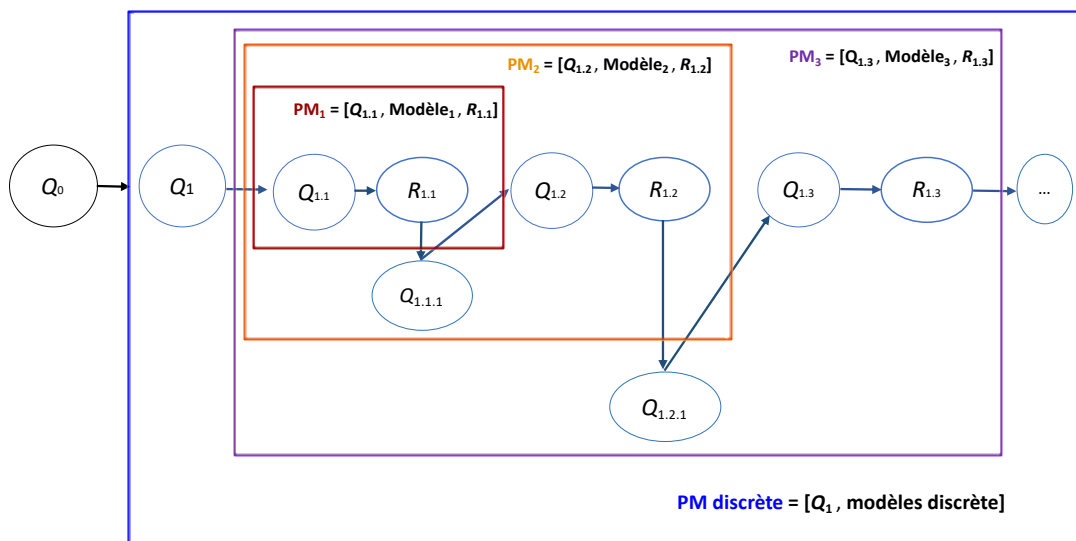 PM₃ = [Q₁.₃ , Modèle₃ , R₁.₃]
PM₂ = [Q₁.₂ , Modèle₂ , R₁.₂]
PM₁ = [Q₁.₁ , Modèle₁ , R₁.₁]
Q₀ Q₁ Q₁.₁ R₁.₁ Q₁.₂ R₁.₂ Q₁.₃ R₁.₃ ...
Q₁.₁.₁
Q₁.₂.₁
PM discrète = [Q₁ , modèles discrète]